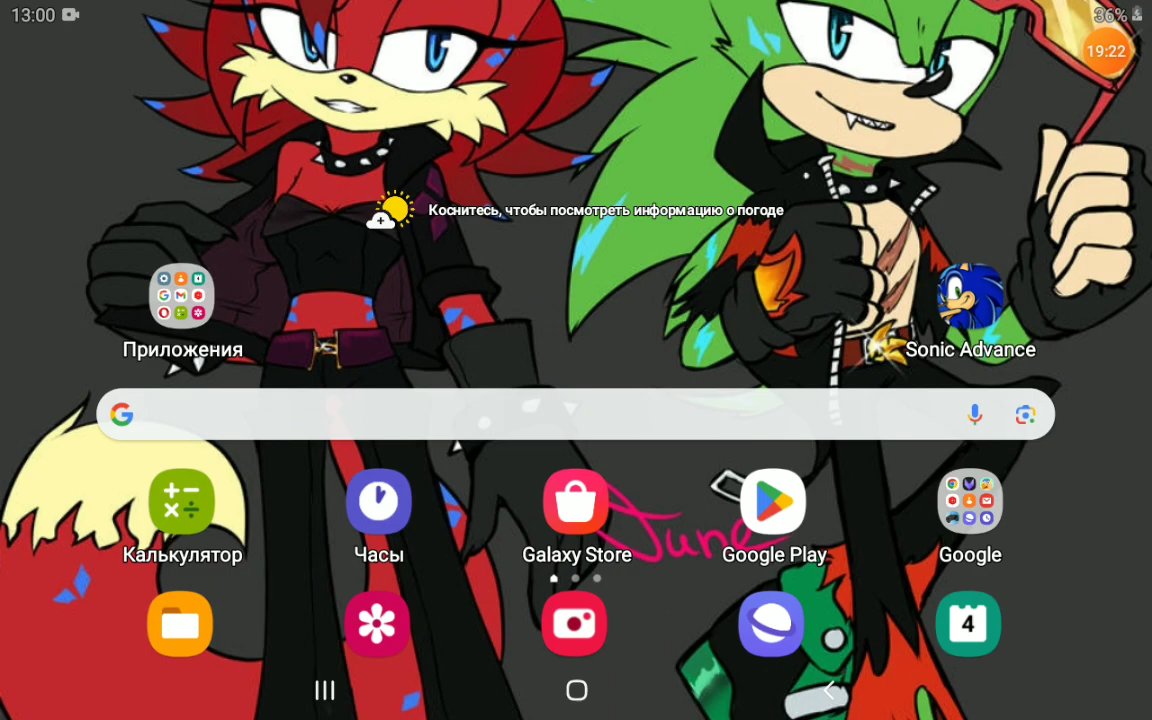 13:00
36%
19:22
Коснитесь, чтобы посмотреть информацию о погоде
Приложения
Sonic Advance
Калькулятор
Часы
Galaxy Store
Google Play
Google
June
4